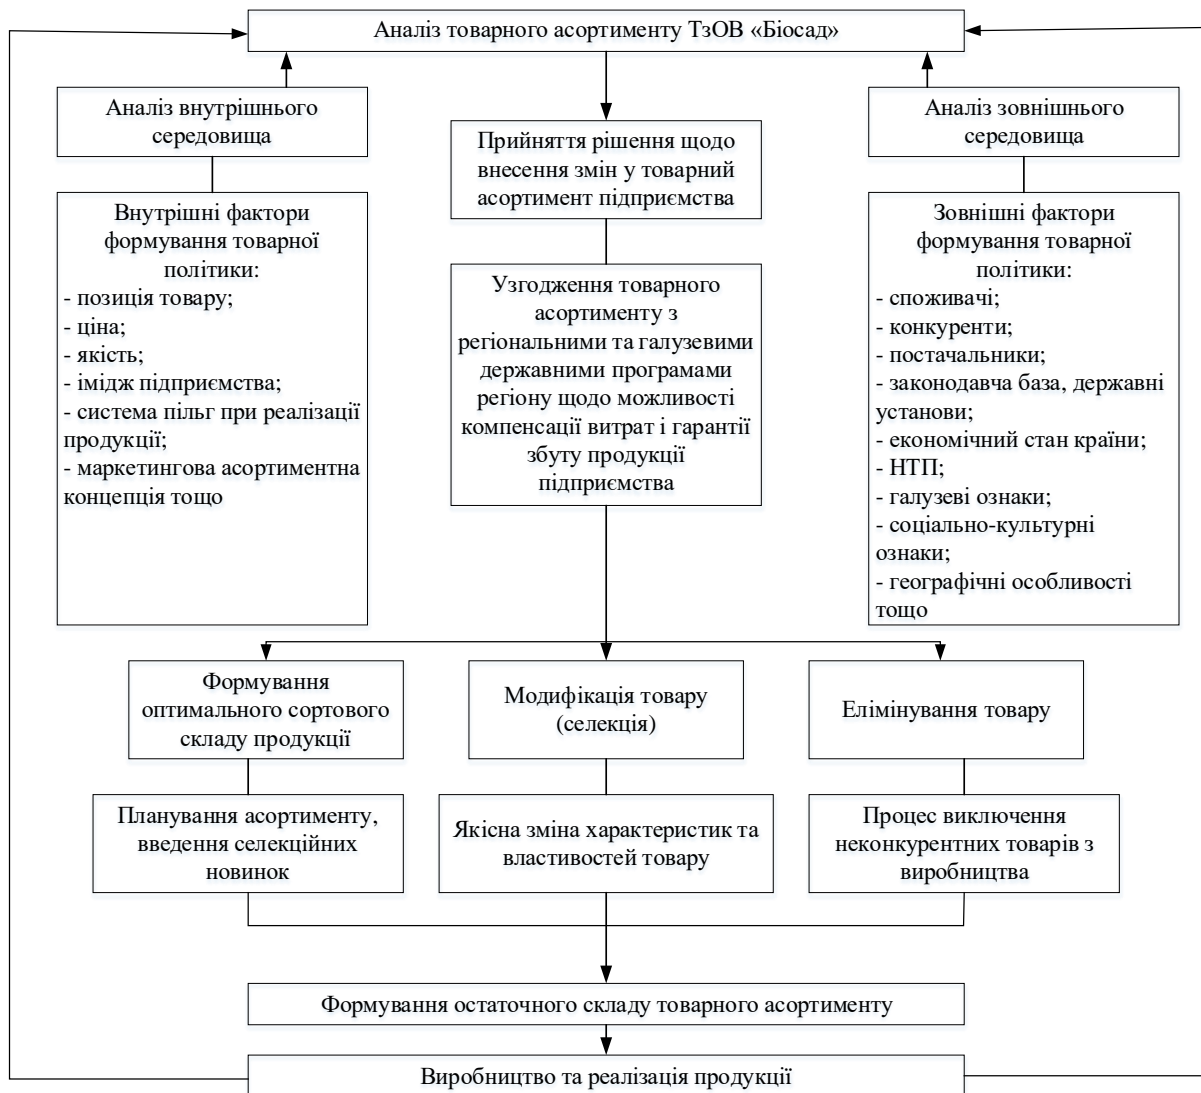 Аналіз товарного асортименту ТзОВ «Біосад»
Аналіз внутрішнього
середовища
Прийняття рішення щодо
внесення змін у товарний
асортимент підприємства
Аналіз зовнішнього
середовища
Внутрішні фактори
формування товарної
політики:
- позиція товару;
- ціна;
- якість;
- імідж підприємства;
- система пільг при реалізації
продукції;
- маркетингова асортиментна
концепція тощо
Узгодження товарного
асортименту з
регіональними та галузевими
державними програмами
регіону щодо можливості
компенсації витрат і гарантії
збуту продукції
підприємства
Зовнішні фактори
формування товарної
політики:
- споживачі;
- конкуренти;
- постачальники;
- законодавча база, державні
установи;
- економічний стан країни;
- НТП;
- галузеві ознаки;
- соціально-культурні
ознаки;
- географічні особливості
тощо
Формування
оптимального сортового
складу продукції
Модифікація товару
(селекція)
Елімінування товару
Планування асортименту,
введення селекційних
новинок
Якісна зміна характеристик та
властивостей товару
Процес виключення
неконкурентних товарів з
виробництва
Формування остаточного складу товарного асортименту
Виробництво та реалізація продукції